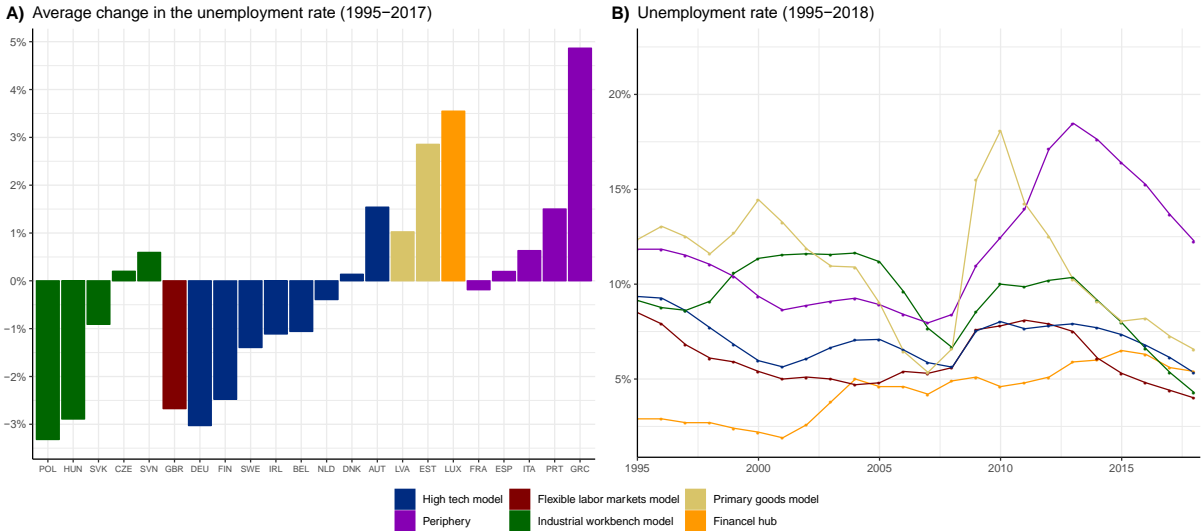 A) Average change in the unemployment rate (1995−2017)
5%
4%
3%
2%
1%
0%
−1%
−2%
−3%
POL HUN SVK CZE SVN GBR DEU FIN SWE IRL BEL NLD DNK AUT LVA EST LUX FRA ESP ITA PRT GRC
B) Unemployment rate (1995−2018)
20%
15%
10%
5%
1995 2000 2005 2010 2015
High tech model Flexible labor markets model Primary goods model
Periphery Industrial workbench model Financel hub